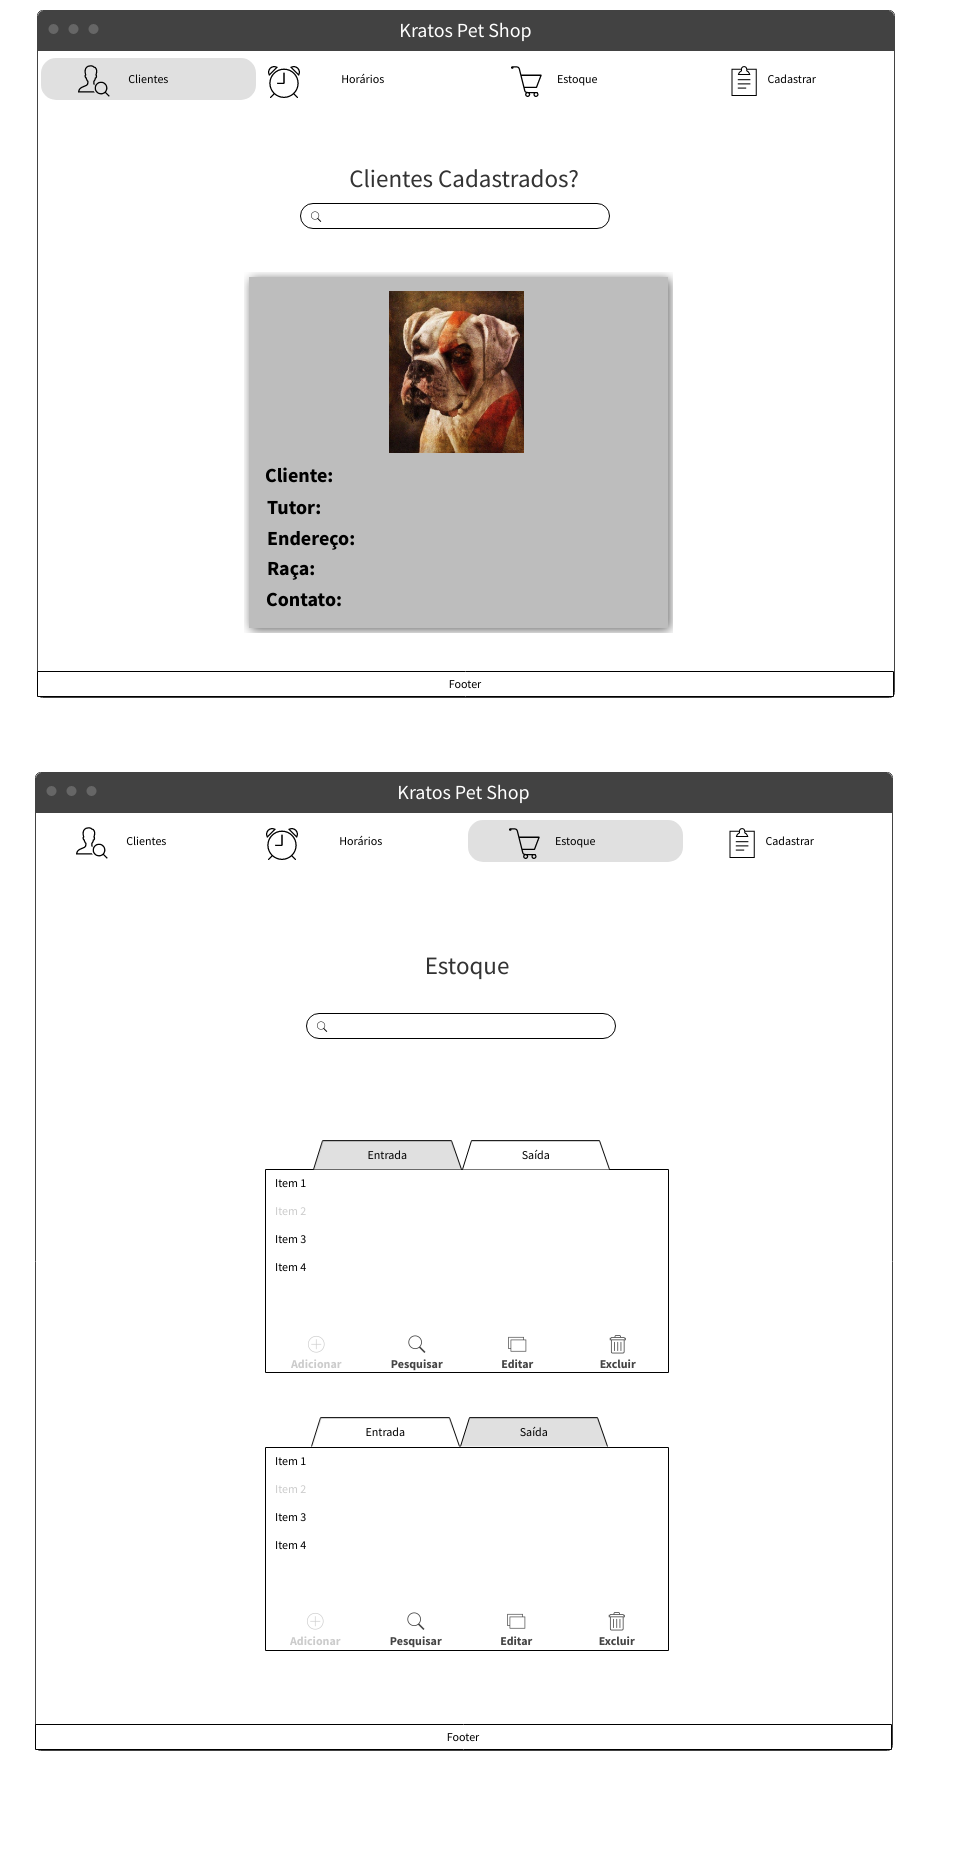 Kratos Pet Shop
Clientes Horários Estoque Cadastrar
Clientes Cadastrados?
Cliente:
Tutor:
Endereço:
Raça:
Contato:
Footer
Kratos Pet Shop
Clientes Horários Estoque Cadastrar
Estoque
Entrada Saída
Item 1
Item 2
Item 3
Item 4
Adicionar Pesquisar Editar Excluir
Entrada Saída
Item 1
Item 2
Item 3
Item 4
Adicionar Pesquisar Editar Excluir
Footer